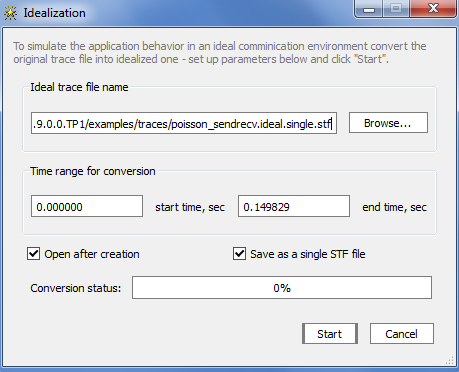 Idealization
To simulate the application behavior in an ideal comminication environment convert the
original trace file into idealized one - set up parameters below and click "Start".
Ideal trace file name
.9.0.0.TP1/examples/traces/poisson_sendrecv.ideal.single.stf
Browse...
Time range for conversion
0.000000 start time, sec 0.149829 end time, sec
Open after creation Save as a single STF file
Conversion status: 0%
Start Cancel